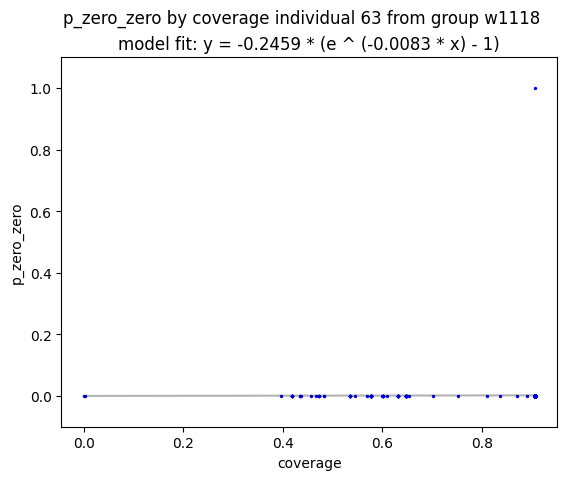 p_zero_zero by coverage individual 63 from group w1118
model fit: y = -0.2459 * (e ^ (-0.0083 * x) - 1)
1.0
0.8
0.6
0.4
0.2
0.0
p_zero_zero
0.0 0.2 0.4 0.6 0.8
coverage